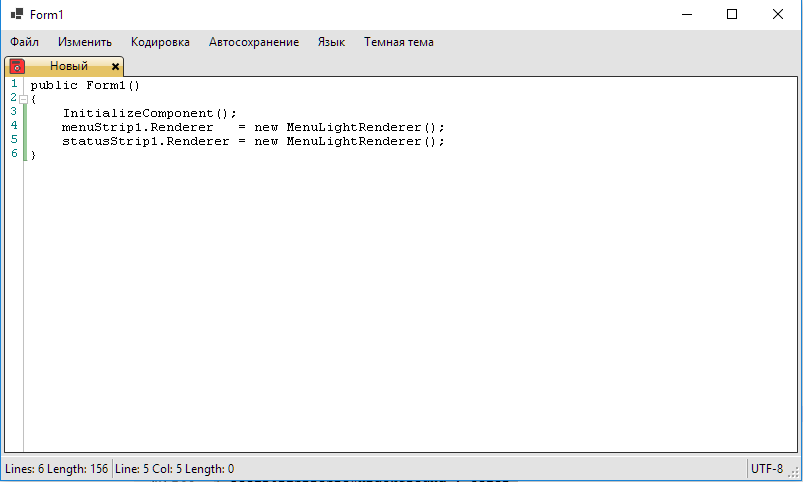 Form1
Файл Изменить Кодировка Автосохранение Язык Темная тема
Новый
1 public Form1()
2 {
3     InitializeComponent();
4     menuStrip1.Renderer   = new MenuLightRenderer();
5     statusStrip1.Renderer = new MenuLightRenderer();
6 }
Lines: 6 Length: 156 Line: 5 Col: 5 Length: 0 UTF-8